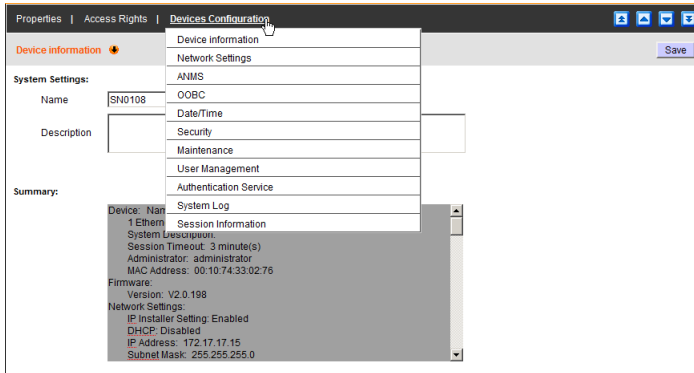 Properties | Access Rights | Devices Configuration
Device information
Save
Device information
Network Settings
ANMS
OOBC
Date/Time
Security
Maintenance
User Management
Authentication Service
System Log
Session Information
System Settings:
Name SN0108
Description
Summary:
Device: Nam
1 Ethern
System Description:
Session Timeout: 3 minute(s)
Administrator: administrator
MAC Address: 00:10:74:33:02:76
Firmware:
Version: V2.0.198
Network Settings:
IP Installer Setting: Enabled
DHCP: Disabled
IP Address: 172.17.17.15
Subnet Mask: 255.255.255.0